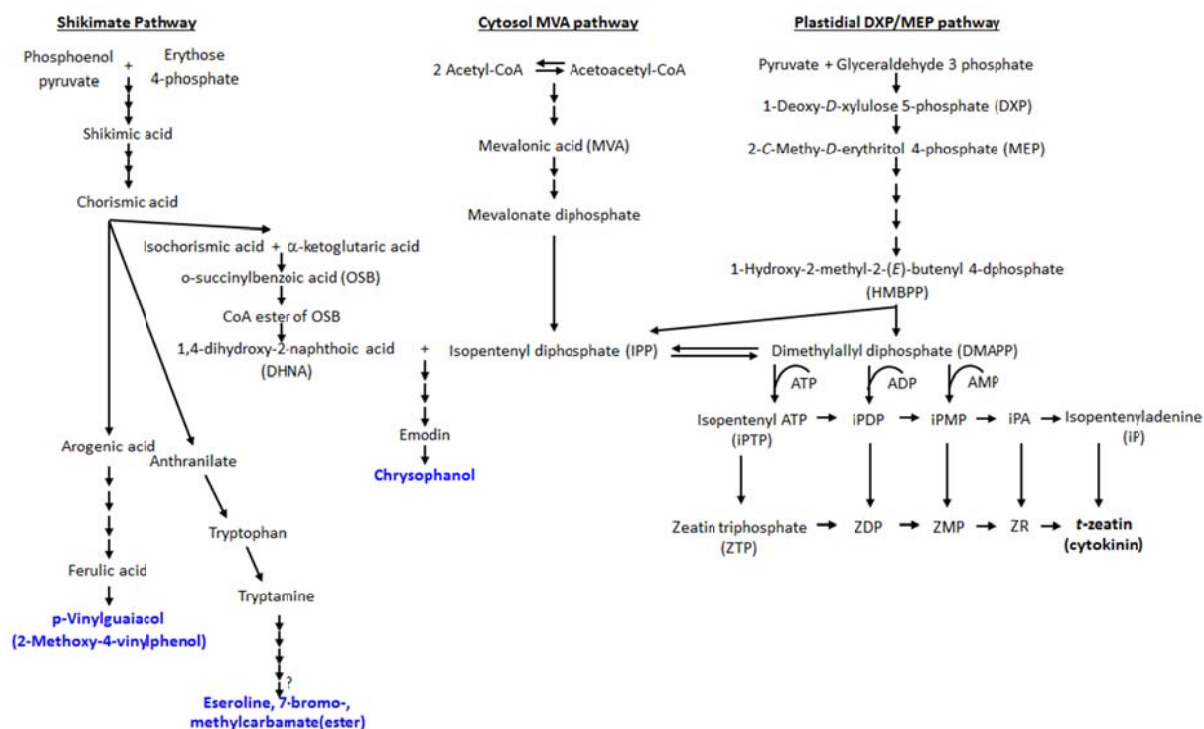 Shikimate Pathway
Phosphoenol
pyruvate
+
Erythose
4-phosphate
Shikimic acid
Chorismic acid
Isochorismic acid + α-ketoglutaric acid
o-succinylbenzoic acid (OSB)
CoA ester of OSB
1,4-dihydroxy-2-naphthoic acid
(DHNA)
+
Arogenic acid
Anthranilate
Tryptophan
Ferulic acid
Tryptamine
p-Vinylguaiacol
(2-Methoxy-4-vinylphenol)
?
Eseroline, 7-bromo-,
methylcarbamate(ester)
Cytosol MVA pathway
2 Acetyl-CoA
Acetoacetyl-CoA
Mevalonic acid (MVA)
Mevalonate diphosphate
Isopentenyl diphosphate (IPP)
Emodin
Chrysophanol
Plastidial DXP/MEP pathway
Pyruvate + Glyceraldehyde 3 phosphate
1-Deoxy-D-xylulose 5-phosphate (DXP)
2-C-Methy-D-erythritol 4-phosphate (MEP)
1-Hydroxy-2-methyl-2-(E)-butenyl 4-dphosphate
(HMBPP)
Dimethylallyl diphosphate (DMAPP)
ATP
ADP
AMP
Isopentenyl ATP
(iPTP)
iPDP
iPMP
iPA
Isopentenyladenine
(iP)
Zeatin triphosphate
(ZTP)
ZDP
ZMP
ZR
t-zeatin
(cytokinin)